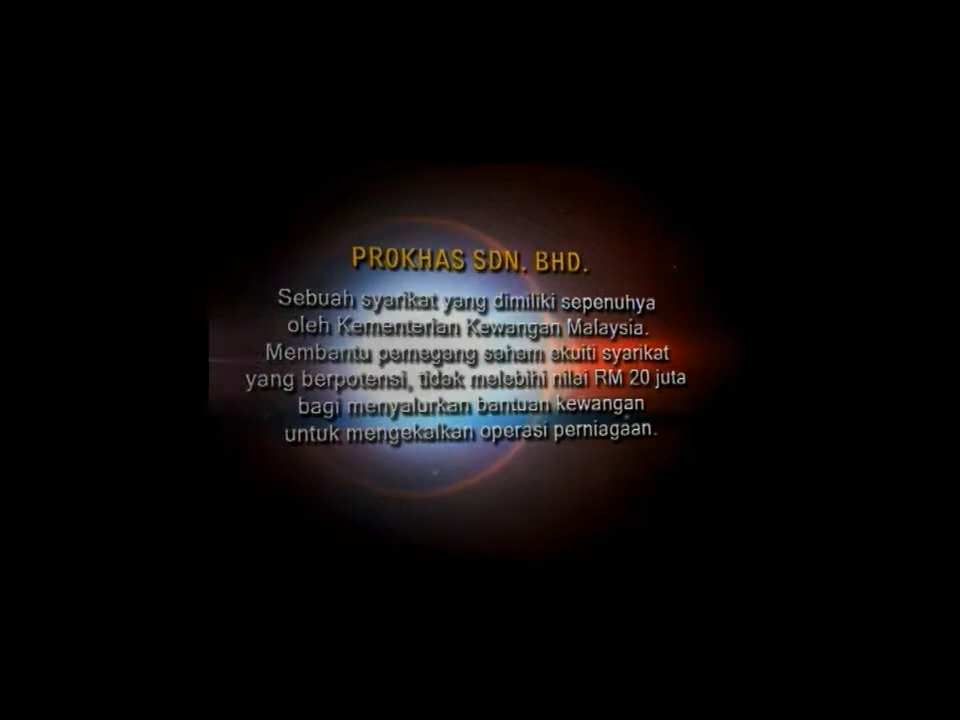 PROKHAS SDN. BHD.
Sebuah syarikat yang dimiliki sepenuhya
oleh Kementerian Kewangan Malaysia.
Membantu pemegang saham ekuiti syarikat
yang berpotensi, tidak melebihi nilai RM 20 juta
bagi menyalurkan bantuan kewangan
untuk mengekalkan operasi perniagaan.